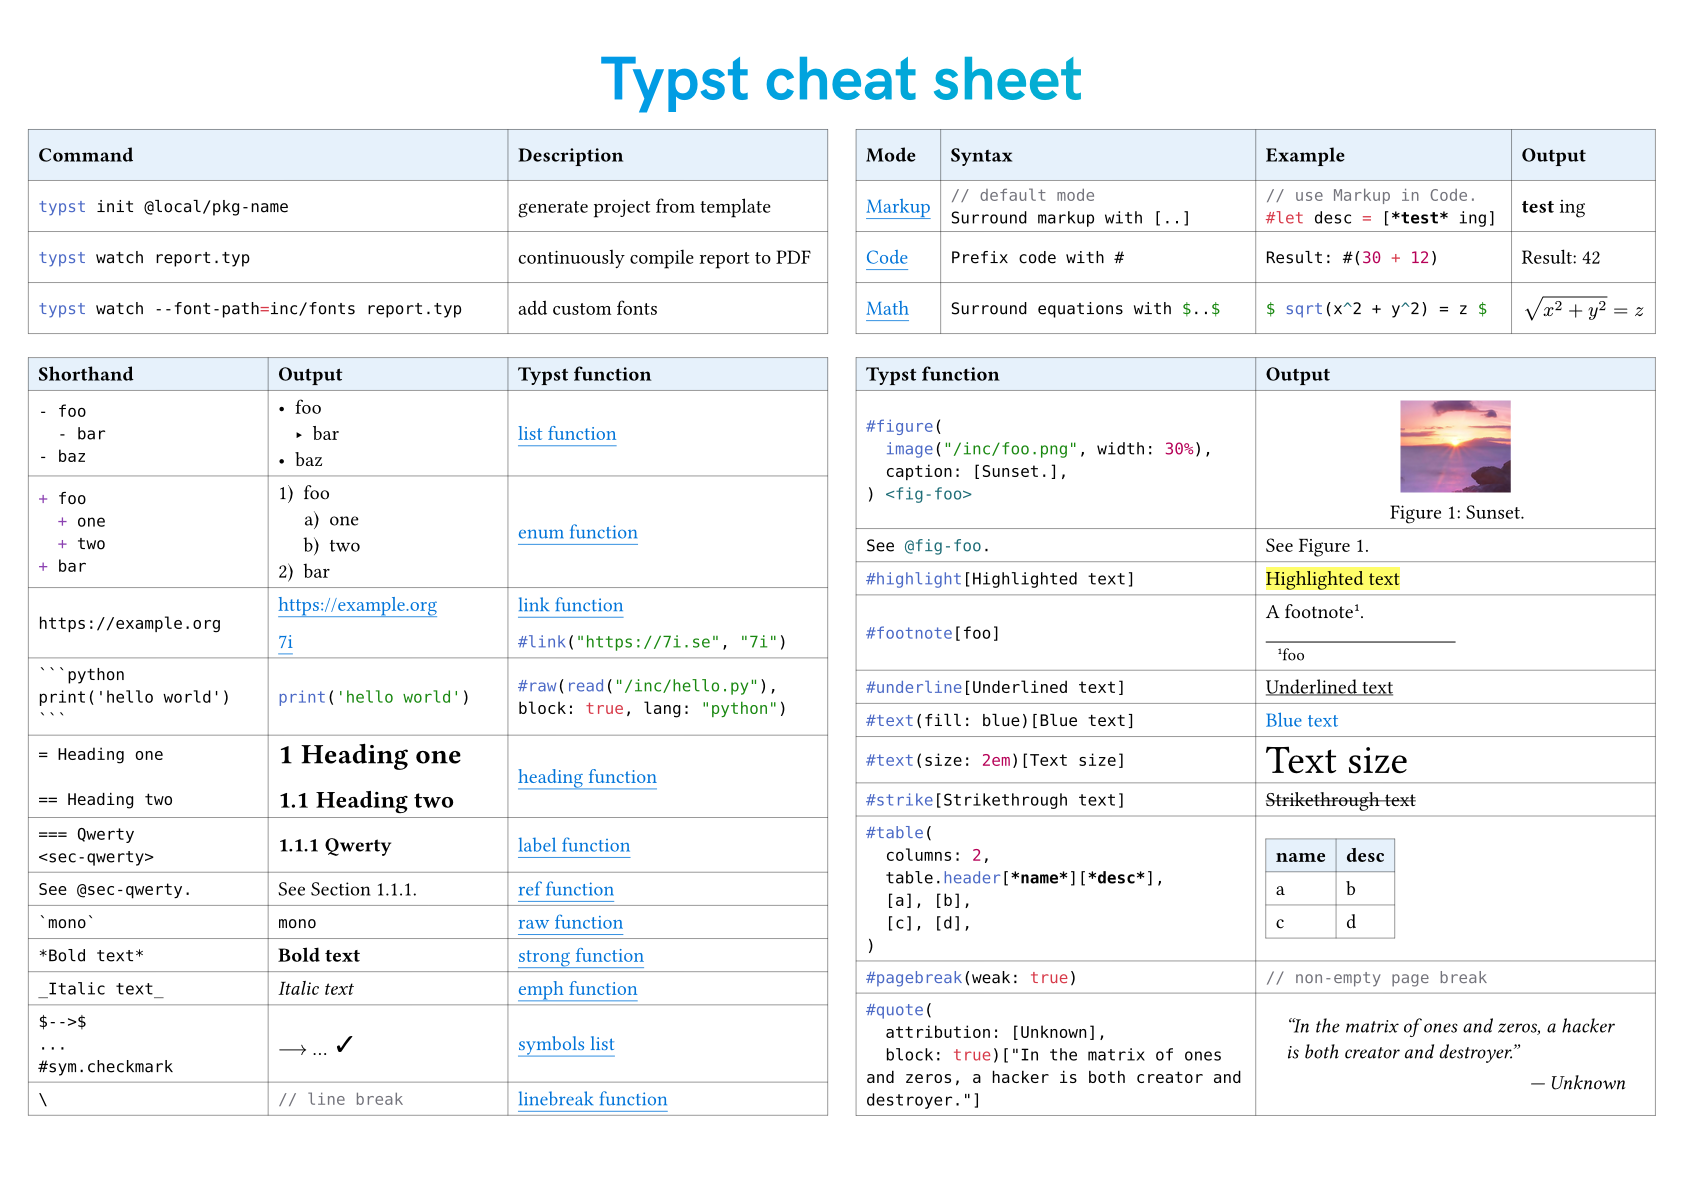 Typst cheat sheet
Command Description
typst init @local/pkg-name generate project from template
typst watch report.typ continuously compile report to PDF
typst watch --font-path=inc/fonts report.typ add custom fonts
Mode Syntax Example Output
Markup
// default mode
Surround markup with [..]
// use Markup in Code.
#let desc = [*test* ing]
test ing
Code Prefix code with # Result: #(30 + 12) Result: 42
Math Surround equations with $..$ $ sqrt(x^2 + y^2) = z $ √x² + y² = z
Shorthand Output Typst function
- foo
  - bar
- baz
• foo
  ‣ bar
• baz
list function
+ foo
  + one
  + two
+ bar
1) foo
   a) one
   b) two
2) bar
enum function
https://example.org
https://example.org
7i
link function
#link("https://7i.se", "7i")
```python
print('hello world')
```
print('hello world')
#raw(read("/inc/hello.py"),
block: true, lang: "python")
= Heading one
== Heading two
1 Heading one
1.1 Heading two
heading function
=== Qwerty
<sec-qwerty>
1.1.1 Qwerty
label function
See @sec-qwerty. See Section 1.1.1. ref function
`mono` mono raw function
*Bold text* Bold text strong function
_Italic text_ Italic text emph function
$-->$
...
#sym.checkmark
⟶ … ✓
symbols list
\ // line break linebreak function
Typst function Output
#figure(
  image("/inc/foo.png", width: 30%),
  caption: [Sunset.],
) <fig-foo>
Figure 1: Sunset.
See @fig-foo. See Figure 1.
#highlight[Highlighted text] Highlighted text
#footnote[foo]
A footnote¹.
¹foo
#underline[Underlined text] Underlined text
#text(fill: blue)[Blue text] Blue text
#text(size: 2em)[Text size] Text size
#strike[Strikethrough text] Strikethrough text
#table(
  columns: 2,
  table.header[*name*][*desc*],
  [a], [b],
  [c], [d],
)
name desc
a b
c d
#pagebreak(weak: true) // non-empty page break
#quote(
  attribution: [Unknown],
  block: true)["In the matrix of ones
and zeros, a hacker is both creator and
destroyer."]
“In the matrix of ones and zeros, a hacker
is both creator and destroyer.”
— Unknown